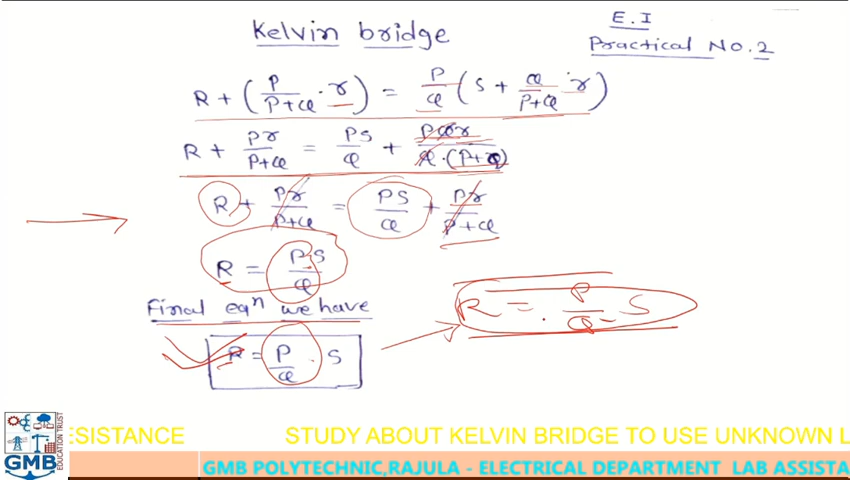 Kelvin bridge
E.I
Practical No.2
R + (P/P+Q · r) = P/Q (S + Q/P+Q · r)
R + Pr/P+Q = PS/Q + PQr/Q·(P+Q)
R + Pr/P+Q = PS/Q + Pr/P+Q
R = PS/Q
Final eqn we have
R = P/Q · S
R = P/Q · S
ESISTANCE STUDY ABOUT KELVIN BRIDGE TO USE UNKNOWN L
GMB
EDUCATION TRUST
GMB POLYTECHNIC,RAJULA - ELECTRICAL DEPARTMENT LAB ASSISTA